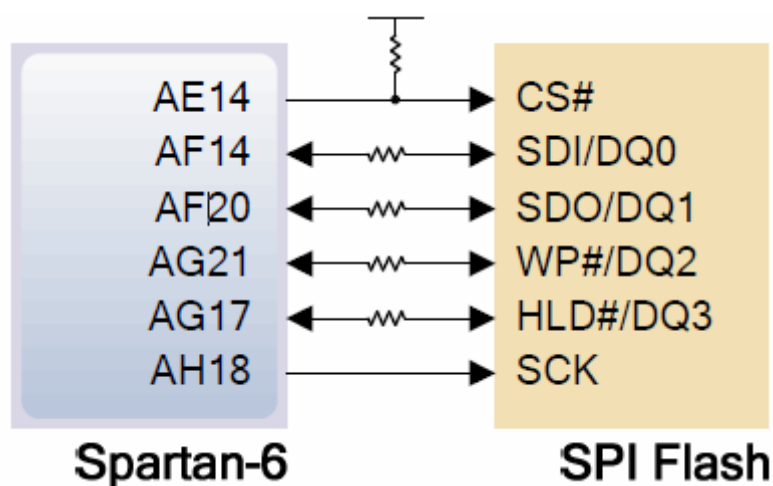 AE14 CS#
AF14 SDI/DQ0
AF20 SDO/DQ1
AG21 WP#/DQ2
AG17 HLD#/DQ3
AH18 SCK
Spartan-6 SPI Flash